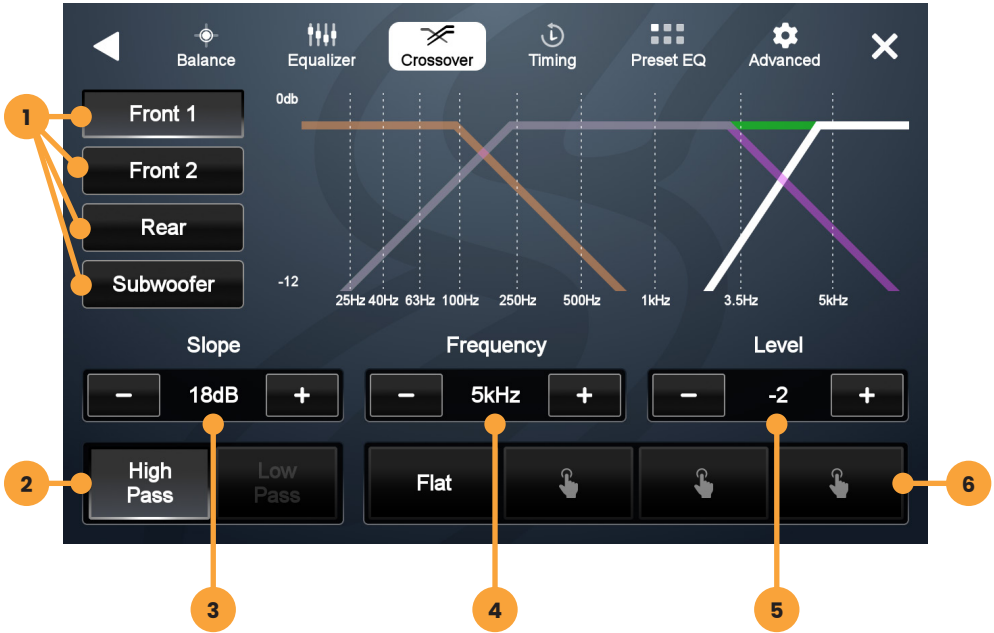 Balance
Equalizer
Crossover
Timing
Preset EQ
Advanced
1
Front 1
Front 2
Rear
Subwoofer
0db
-12
25Hz 40Hz 63Hz 100Hz 250Hz 500Hz 1kHz 3.5Hz 5kHz
Slope Frequency Level
− 18dB + − 5kHz + − -2 +
2
High
Pass
Low
Pass
Flat
6
3 4 5